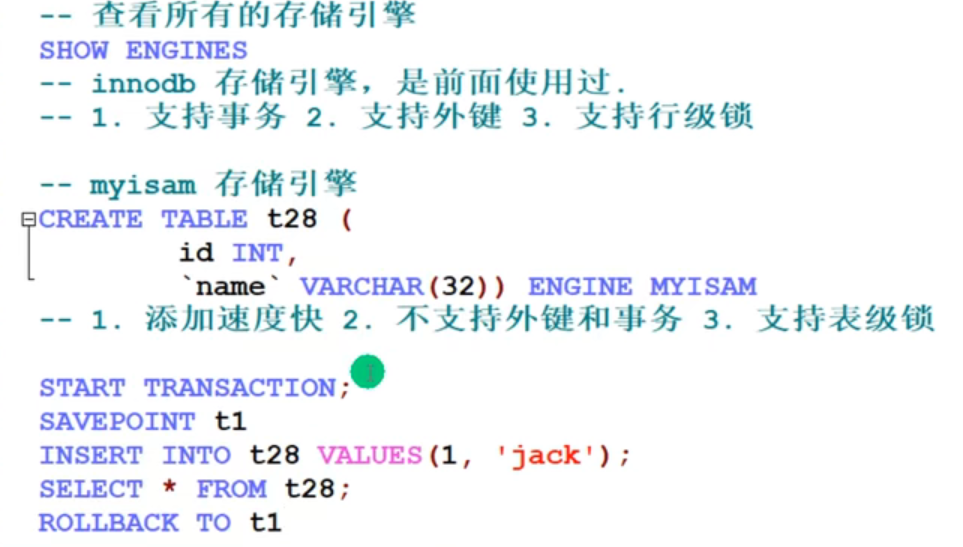 -- 查看所有的存储引擎
SHOW ENGINES
-- innodb 存储引擎，是前面使用过.
-- 1. 支持事务 2. 支持外键 3. 支持行级锁
-- myisam 存储引擎
CREATE TABLE t28 (
id INT,
`name` VARCHAR(32)) ENGINE MYISAM
-- 1. 添加速度快 2. 不支持外键和事务 3. 支持表级锁
START TRANSACTION;
SAVEPOINT t1
INSERT INTO t28 VALUES(1, 'jack');
SELECT * FROM t28;
ROLLBACK TO t1